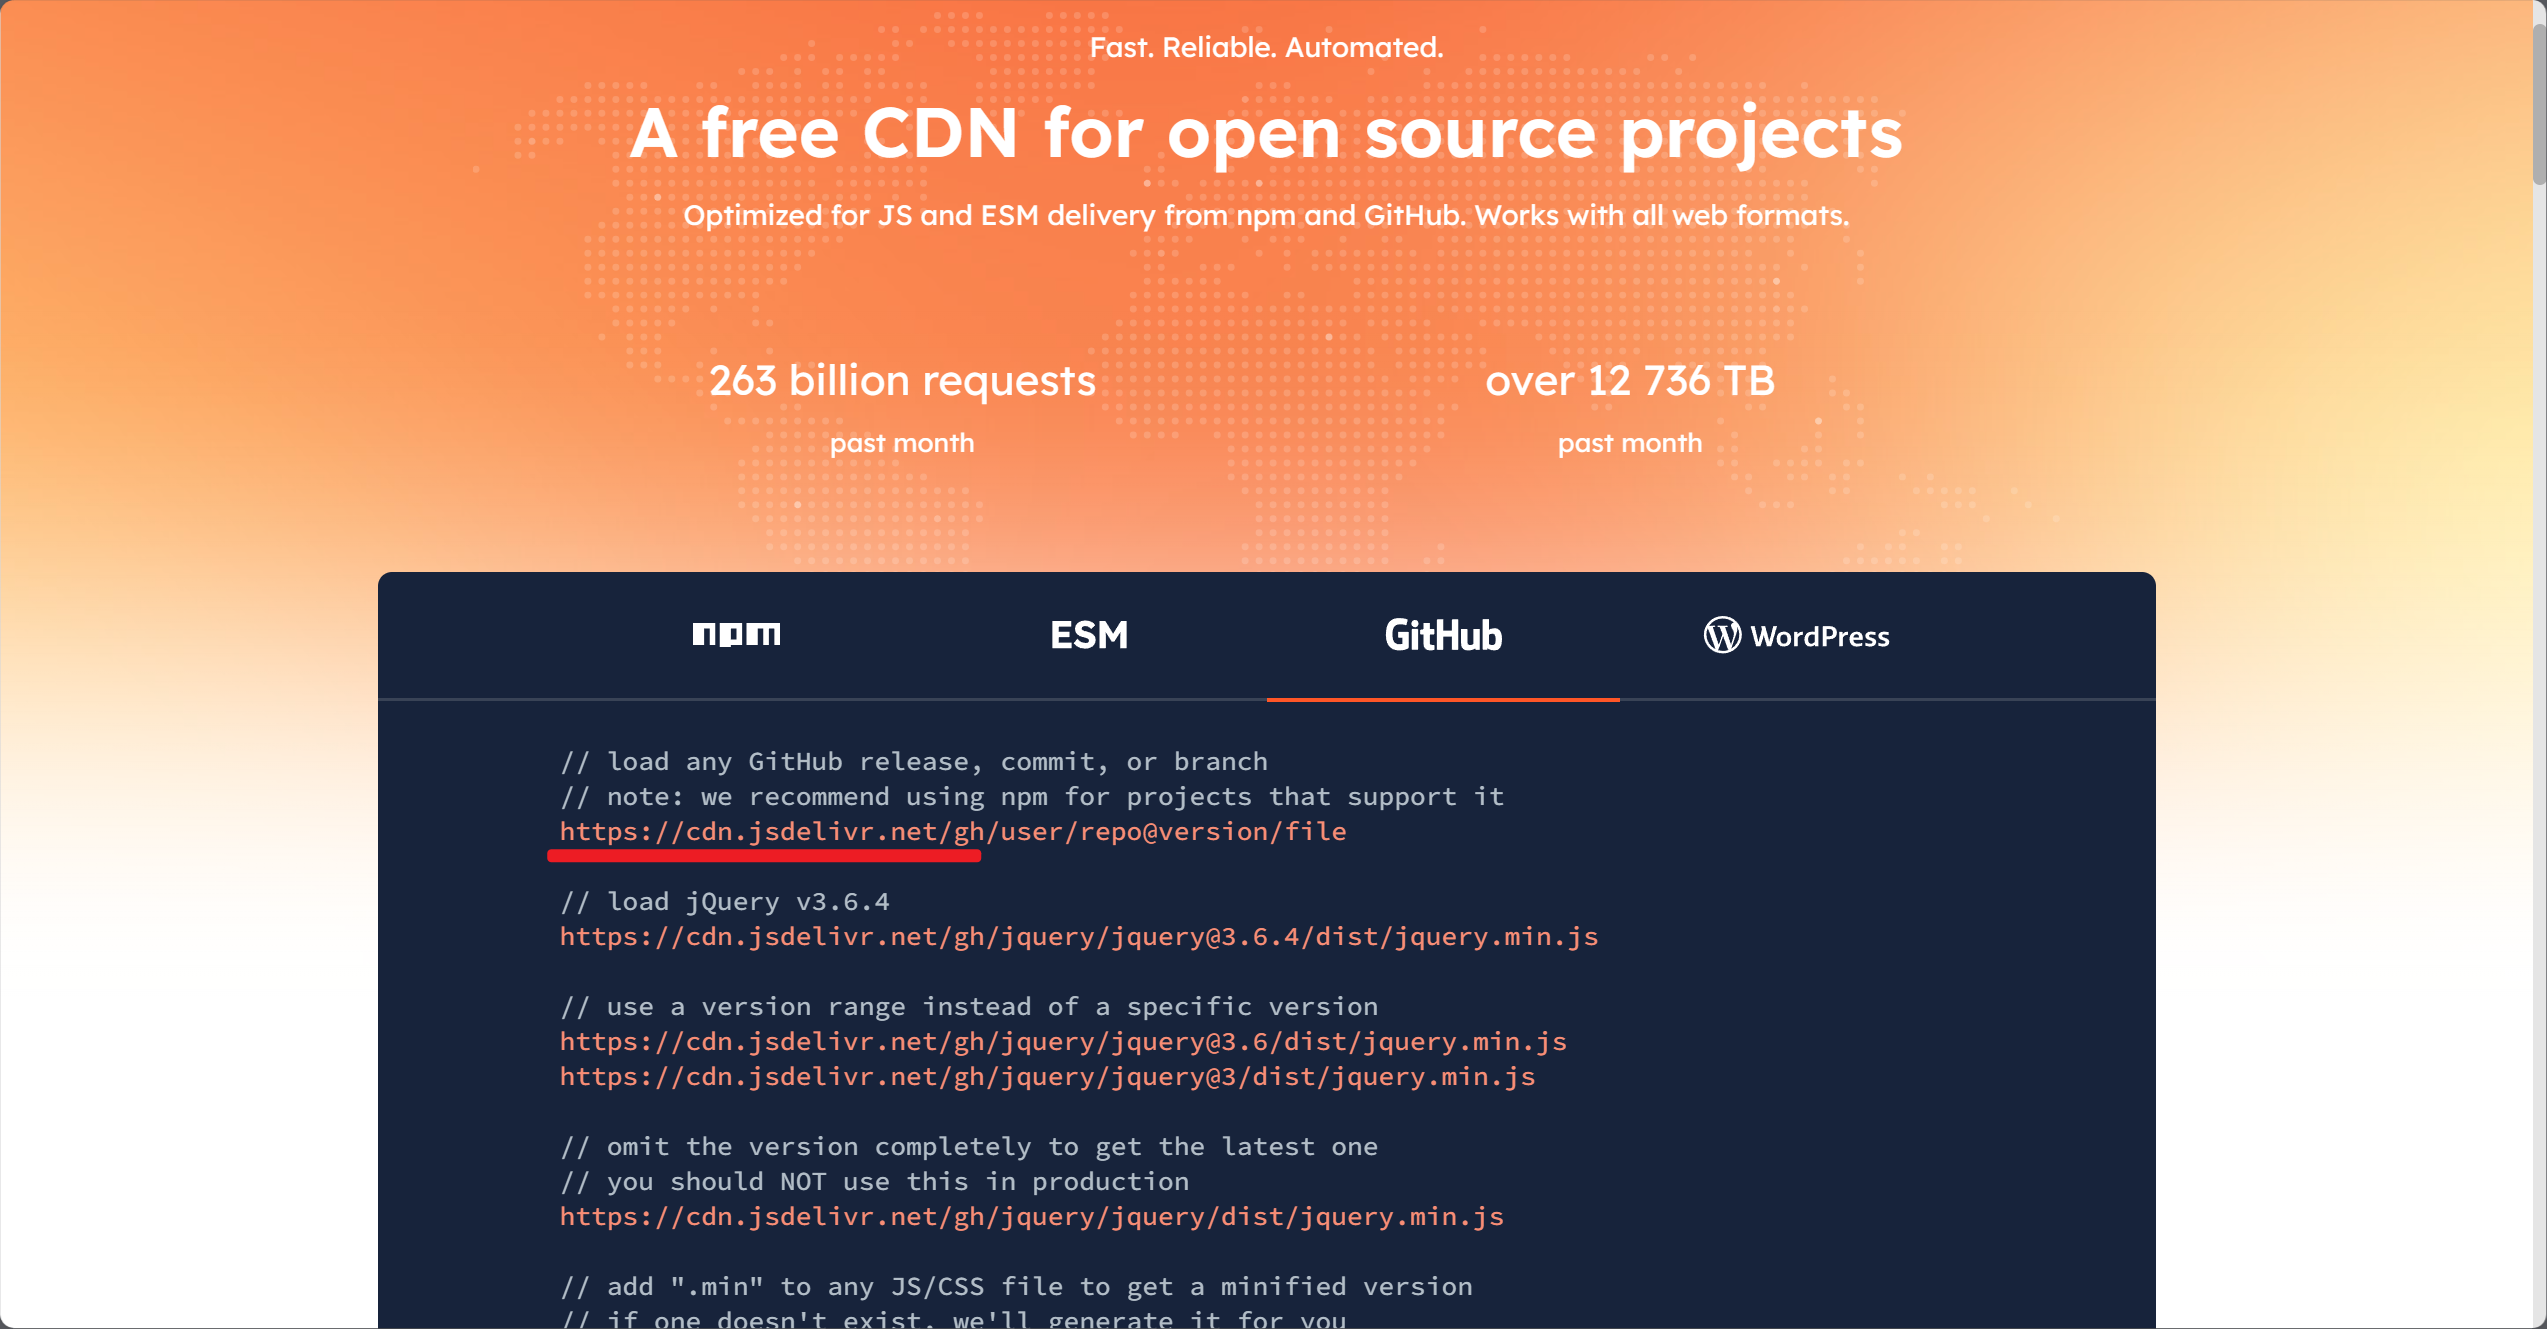 Fast. Reliable. Automated.
A free CDN for open source projects
Optimized for JS and ESM delivery from npm and GitHub. Works with all web formats.
263 billion requests
past month
over 12 736 TB
past month
npm
ESM
GitHub
WordPress
// load any GitHub release, commit, or branch
// note: we recommend using npm for projects that support it
https://cdn.jsdelivr.net/gh/user/repo@version/file
// load jQuery v3.6.4
https://cdn.jsdelivr.net/gh/jquery/jquery@3.6.4/dist/jquery.min.js
// use a version range instead of a specific version
https://cdn.jsdelivr.net/gh/jquery/jquery@3.6/dist/jquery.min.js
https://cdn.jsdelivr.net/gh/jquery/jquery@3/dist/jquery.min.js
// omit the version completely to get the latest one
// you should NOT use this in production
https://cdn.jsdelivr.net/gh/jquery/jquery/dist/jquery.min.js
// add ".min" to any JS/CSS file to get a minified version
// if one doesn't exist, we'll generate it for you